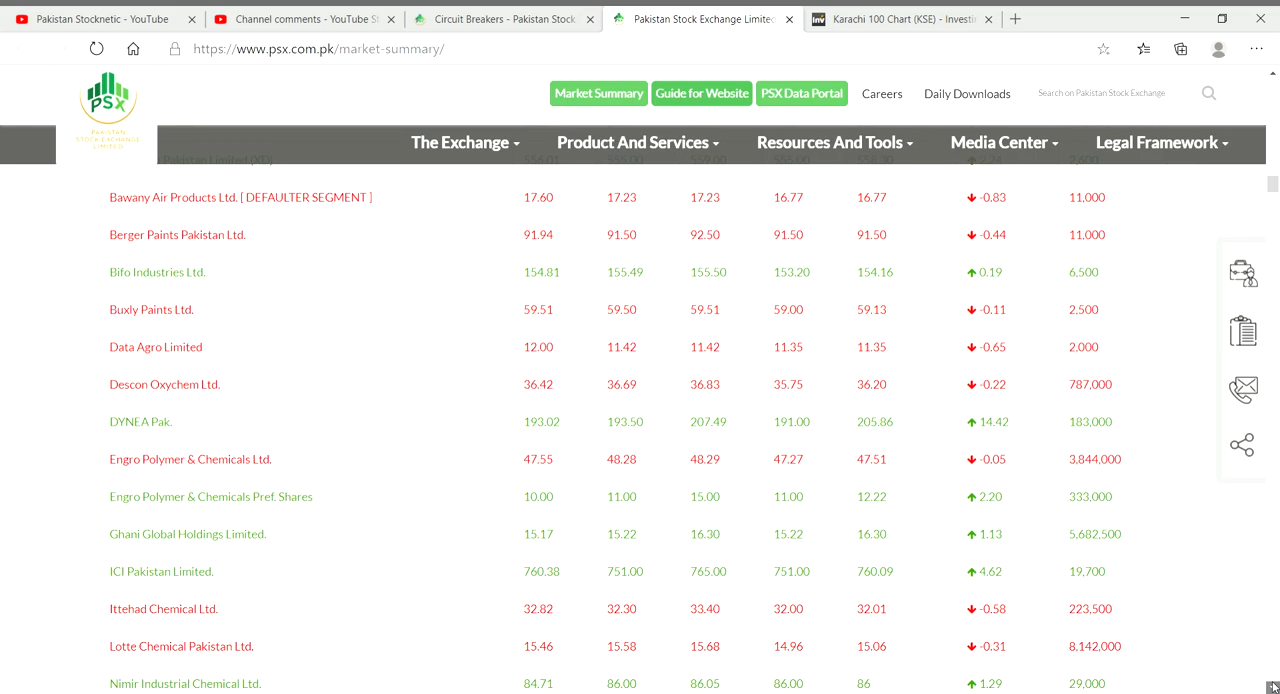 Pakistan Stocknetic - YouTube
Channel comments - YouTube St
Circuit Breakers - Pakistan Stock
Pakistan Stock Exchange Limited
Inv Karachi 100 Chart (KSE) - Investi
https://www.psx.com.pk/market-summary/
PSX
PAKISTAN
STOCK EXCHANGE
LIMITED
Market Summary Guide for Website PSX Data Portal Careers Daily Downloads Search on Pakistan Stock Exchange
The Exchange Product And Services Resources And Tools Media Center Legal Framework
Bawany Air Products Ltd. [ DEFAULTER SEGMENT ] 17.60 17.23 17.23 16.77 16.77 -0.83 11,000
Berger Paints Pakistan Ltd. 91.94 91.50 92.50 91.50 91.50 -0.44 11,000
Bifo Industries Ltd. 154.81 155.49 155.50 153.20 154.16 0.19 6,500
Buxly Paints Ltd. 59.51 59.50 59.51 59.00 59.13 -0.11 2,500
Data Agro Limited 12.00 11.42 11.42 11.35 11.35 -0.65 2,000
Descon Oxychem Ltd. 36.42 36.69 36.83 35.75 36.20 -0.22 787,000
DYNEA Pak. 193.02 193.50 207.49 191.00 205.86 14.42 183,000
Engro Polymer & Chemicals Ltd. 47.55 48.28 48.29 47.27 47.51 -0.05 3,844,000
Engro Polymer & Chemicals Pref. Shares 10.00 11.00 15.00 11.00 12.22 2.20 333,000
Ghani Global Holdings Limited. 15.17 15.22 16.30 15.22 16.30 1.13 5,682,500
ICI Pakistan Limited. 760.38 751.00 765.00 751.00 760.09 4.62 19,700
Ittehad Chemical Ltd. 32.82 32.30 33.40 32.00 32.01 -0.58 223,500
Lotte Chemical Pakistan Ltd. 15.46 15.58 15.68 14.96 15.06 -0.31 8,142,000
Nimir Industrial Chemical Ltd. 84.71 86.00 86.05 86.00 86 1.29 29,000